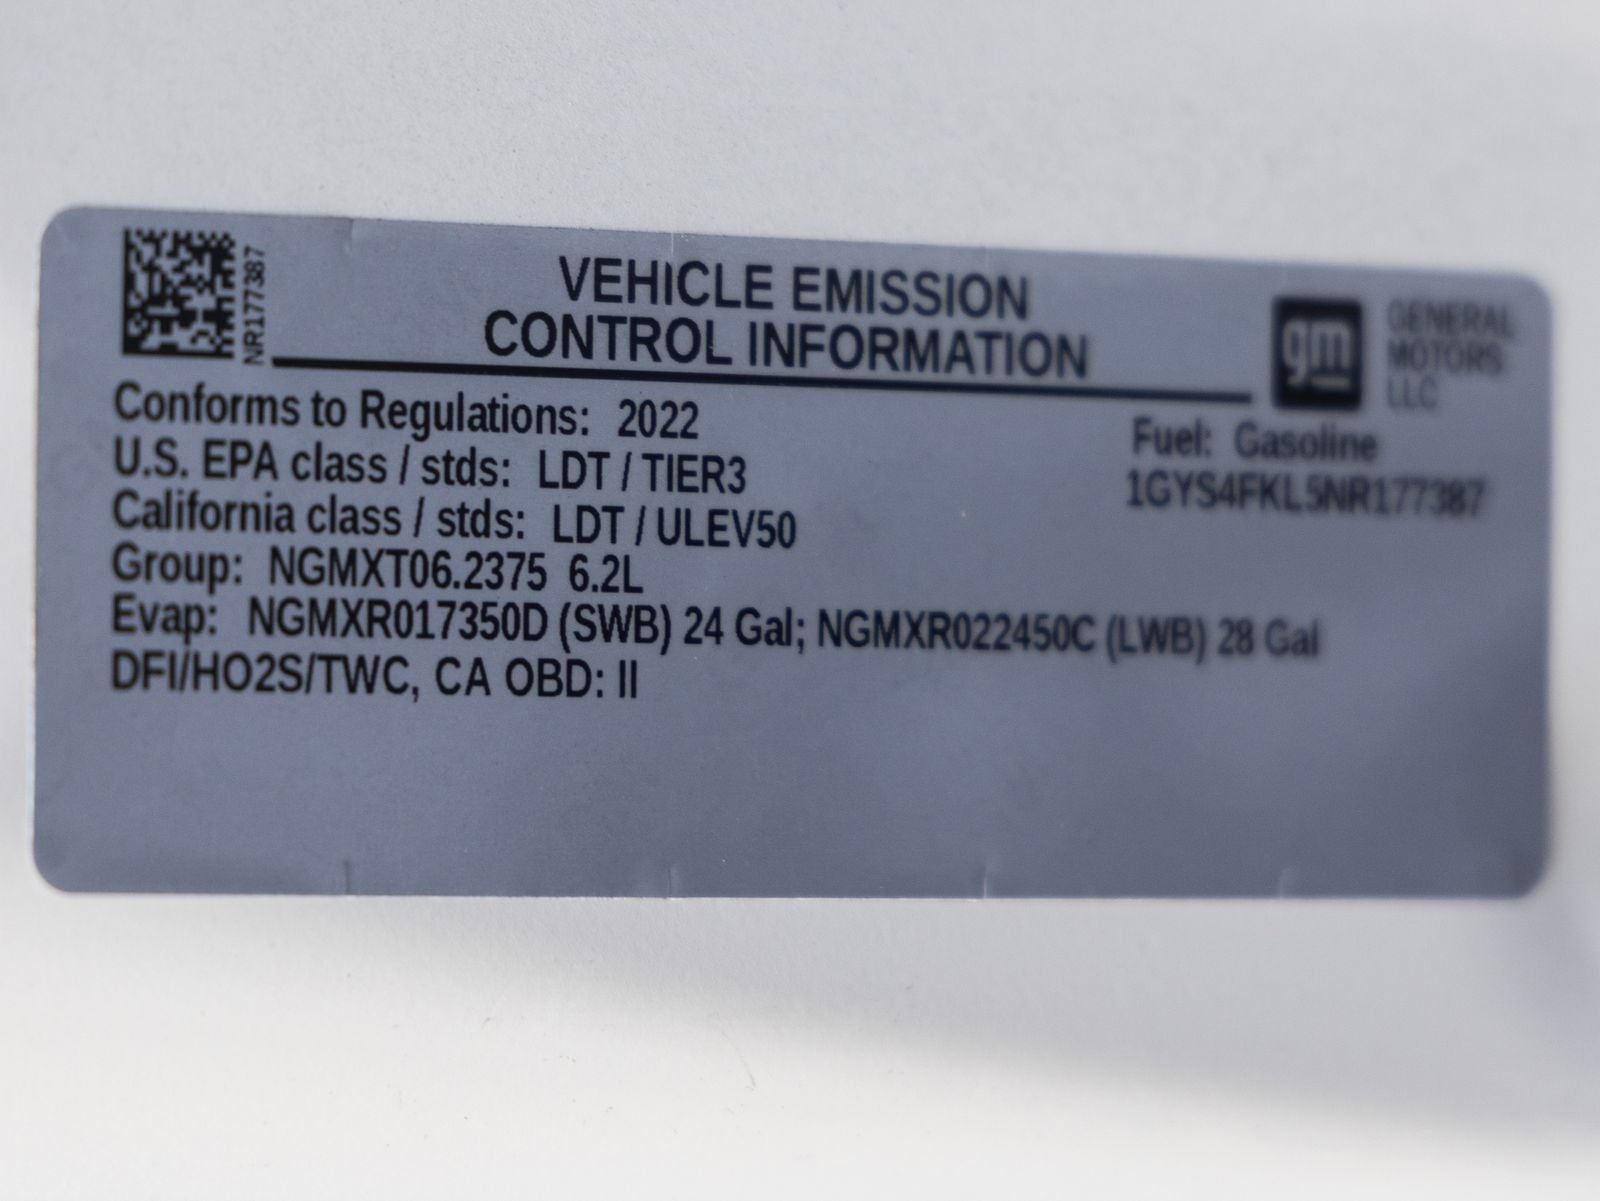 NR177387
VEHICLE EMISSION
CONTROL INFORMATION
gm
GENERAL
MOTORS
LLC
Conforms to Regulations: 2022
Fuel: Gasoline
U.S. EPA class / stds: LDT / TIER3
1GYS4FKL5NR177387
California class / stds: LDT / ULEV50
Group: NGMXT06.2375 6.2L
Evap: NGMXR017350D (SWB) 24 Gal; NGMXR022450C (LWB) 28 Gal
DFI/HO2S/TWC, CA OBD: II